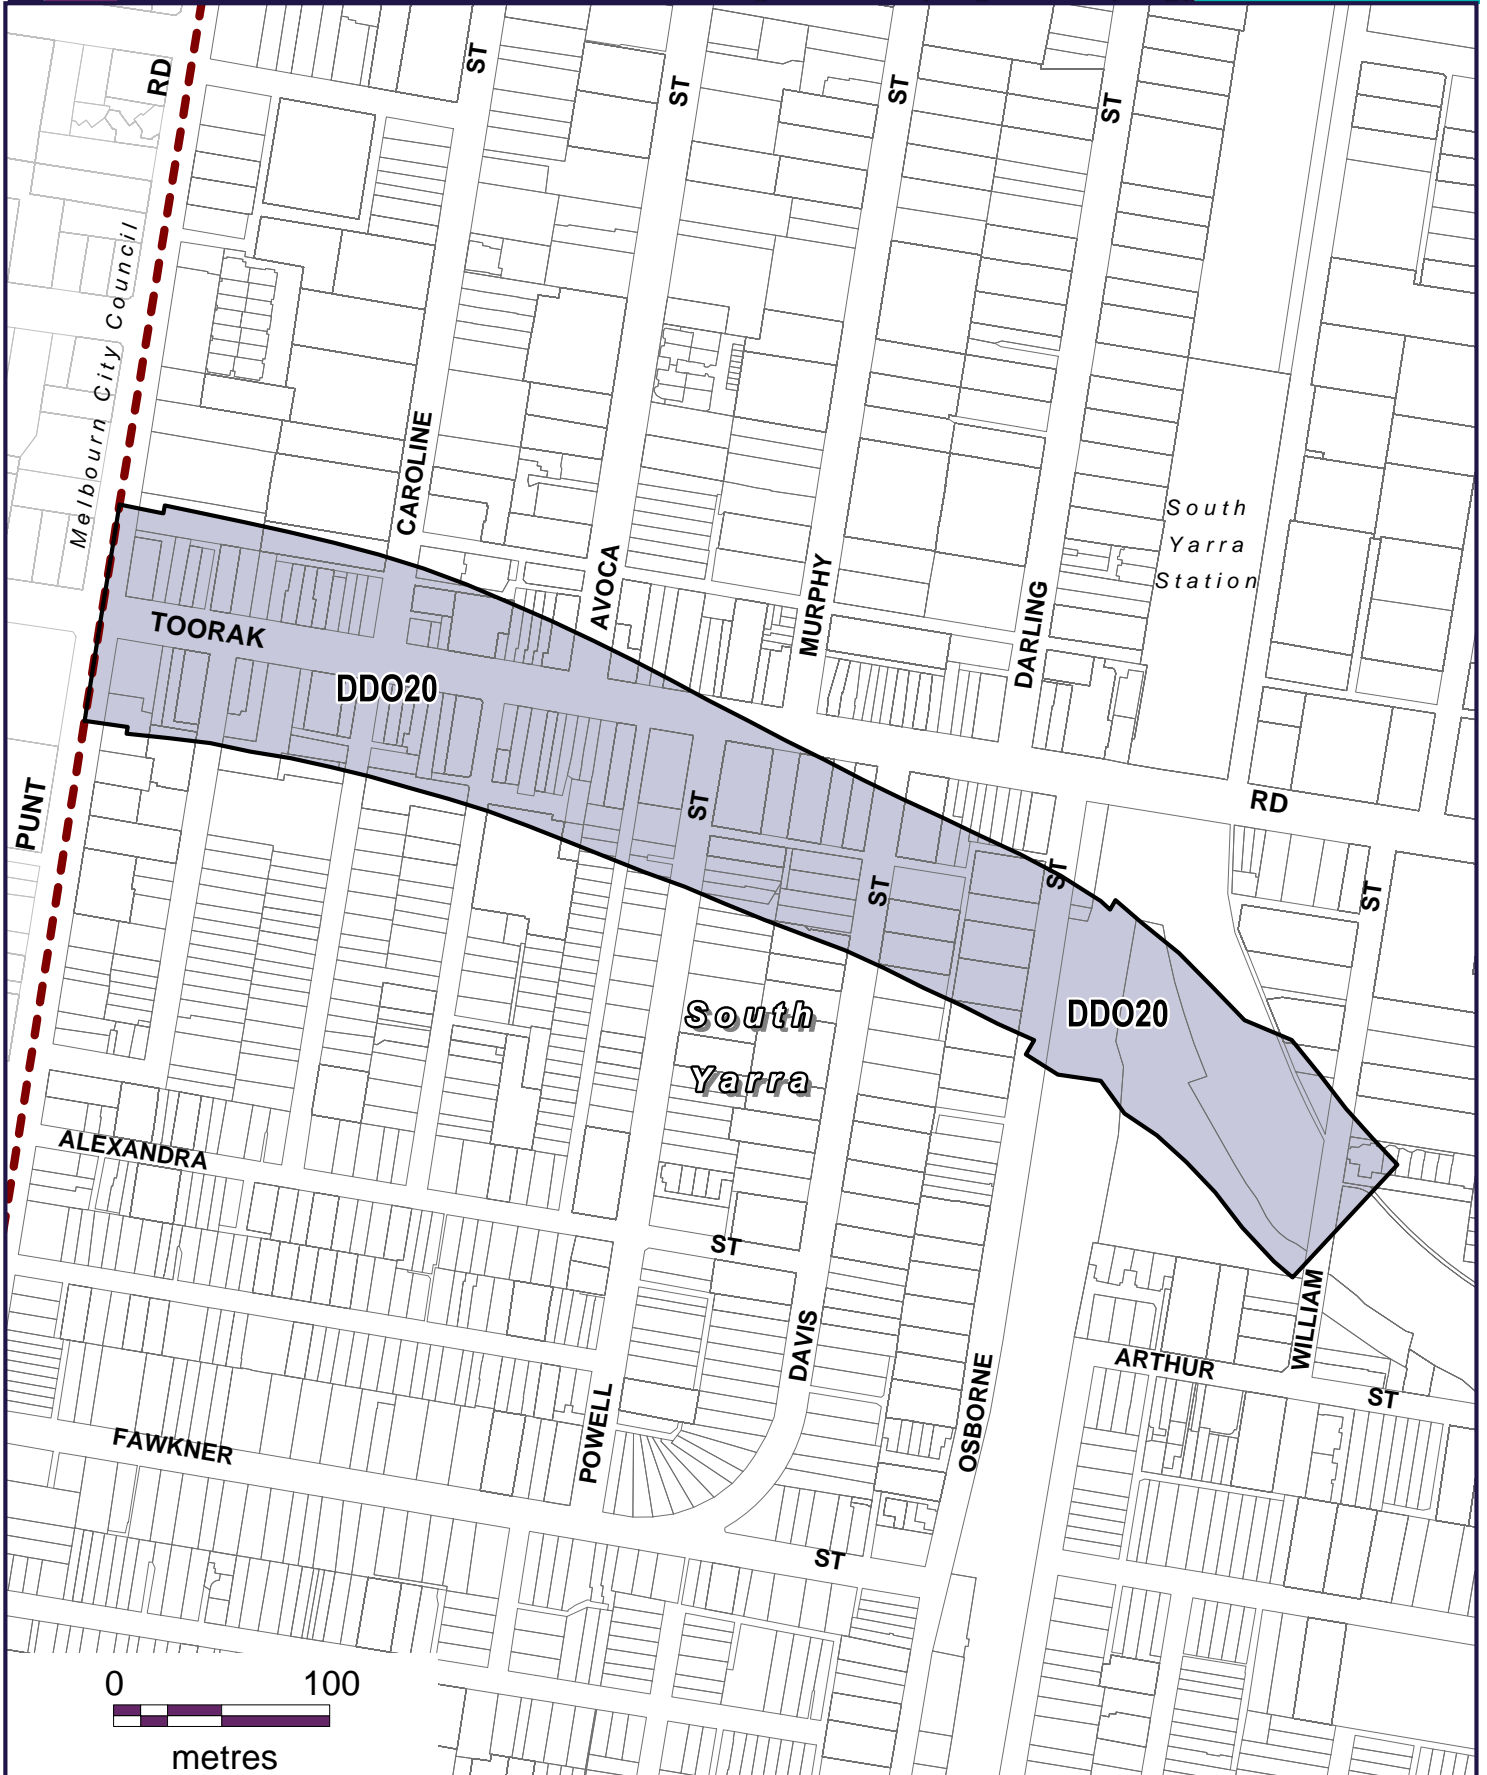 RD
ST
ST
ST
ST
Melbourn City Council
CAROLINE
AVOCA
MURPHY
DARLING
South
Yarra
Station
TOORAK
DDO20
PUNT
ST
RD
ST
ST
ST
DDO20
South
Yarra
ALEXANDRA
ST
DAVIS
WILLIAM
ARTHUR
ST
OSBORNE
POWELL
FAWKNER
ST
0 100
metres